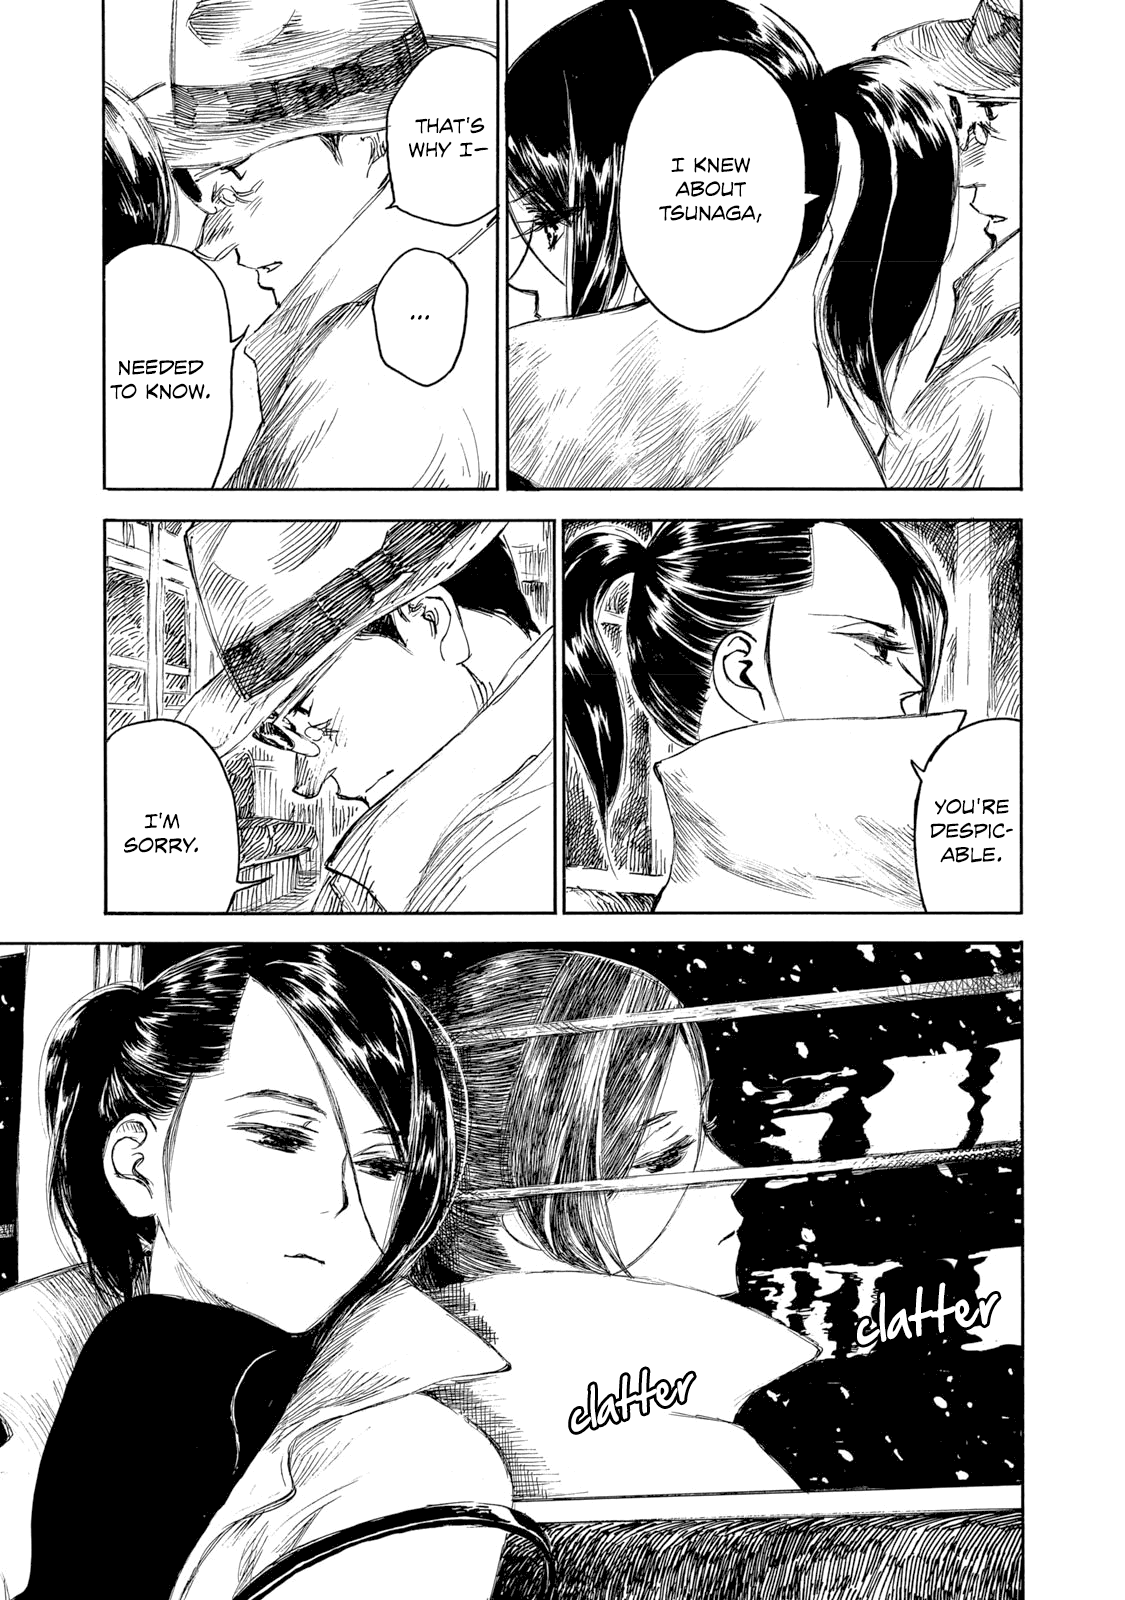 I KNEW
ABOUT
TSUNAGA,
THAT'S
WHY I—
...
NEEDED
TO KNOW.
YOU'RE
DESPIC-
ABLE.
I'M
SORRY.
clatter
clatter